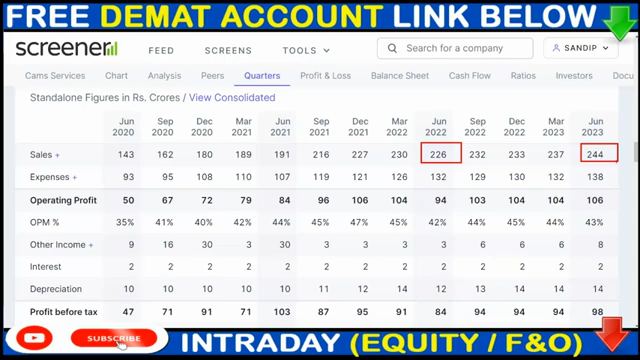 FREE DEMAT ACCOUNT LINK BELOW
screener FEED SCREENS TOOLS Search for a company SANDIP
Cams Services Chart Analysis Peers Quarters Profit & Loss Balance Sheet Cash Flow Ratios Investors Docu
Standalone Figures in Rs. Crores / View Consolidated
Jun 2020 Sep 2020 Dec 2020 Mar 2021 Jun 2021 Sep 2021 Dec 2021 Mar 2022 Jun 2022 Sep 2022 Dec 2022 Mar 2023 Jun 2023
Sales + 143 162 180 189 191 216 227 230 226 232 233 237 244
Expenses + 93 95 108 110 107 119 121 126 132 130 129 132 138
Operating Profit 50 67 72 79 84 96 106 104 94 103 104 104 106
OPM % 35% 41% 40% 42% 44% 45% 47% 45% 42% 44% 45% 44% 43%
Other Income + 9 16 30 3 30 3 3 3 3 6 6 6 8
Interest 2 2 2 2 2 2 2 2 2 2 2 2 2
Depreciation 10 10 10 10 10 10 12 14 12 13 14 14 14
Profit before tax 47 71 91 71 103 87 95 91 84 94 94 94 98
SUBSCRIBE INTRADAY (EQUITY / F&O)